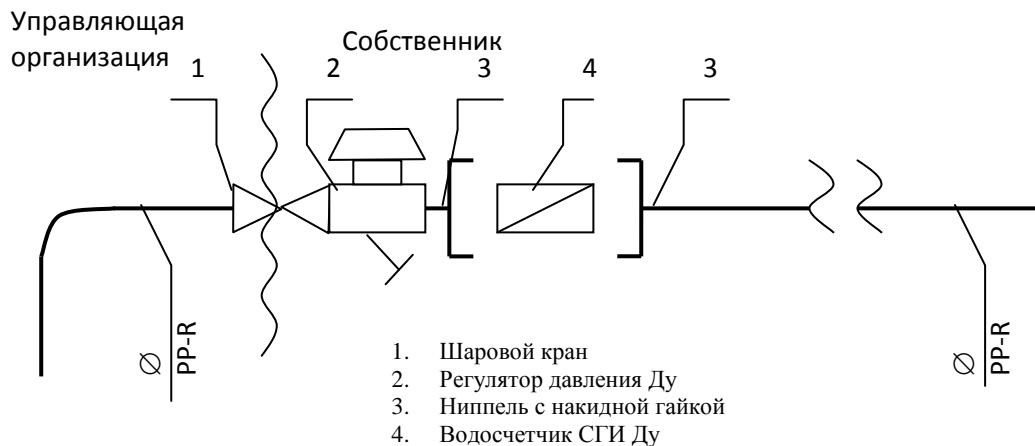 Управляющая
организация
Собственник
1
2
3
4
3
∅
PP-R
∅
PP-R
1. Шаровой кран
2. Регулятор давления Ду
3. Ниппель с накидной гайкой
4. Водосчетчик СГИ Ду